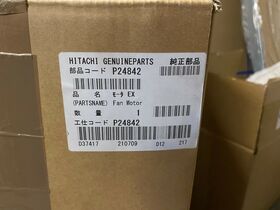 HITACHI GENUINEPARTS 純正部品
部品コード P24842
品 名 ﾓｰﾀ EX
(PARTSNAME) Fan Motor
数 量 1
工仕コード P24842
D37417 210709 D12 217